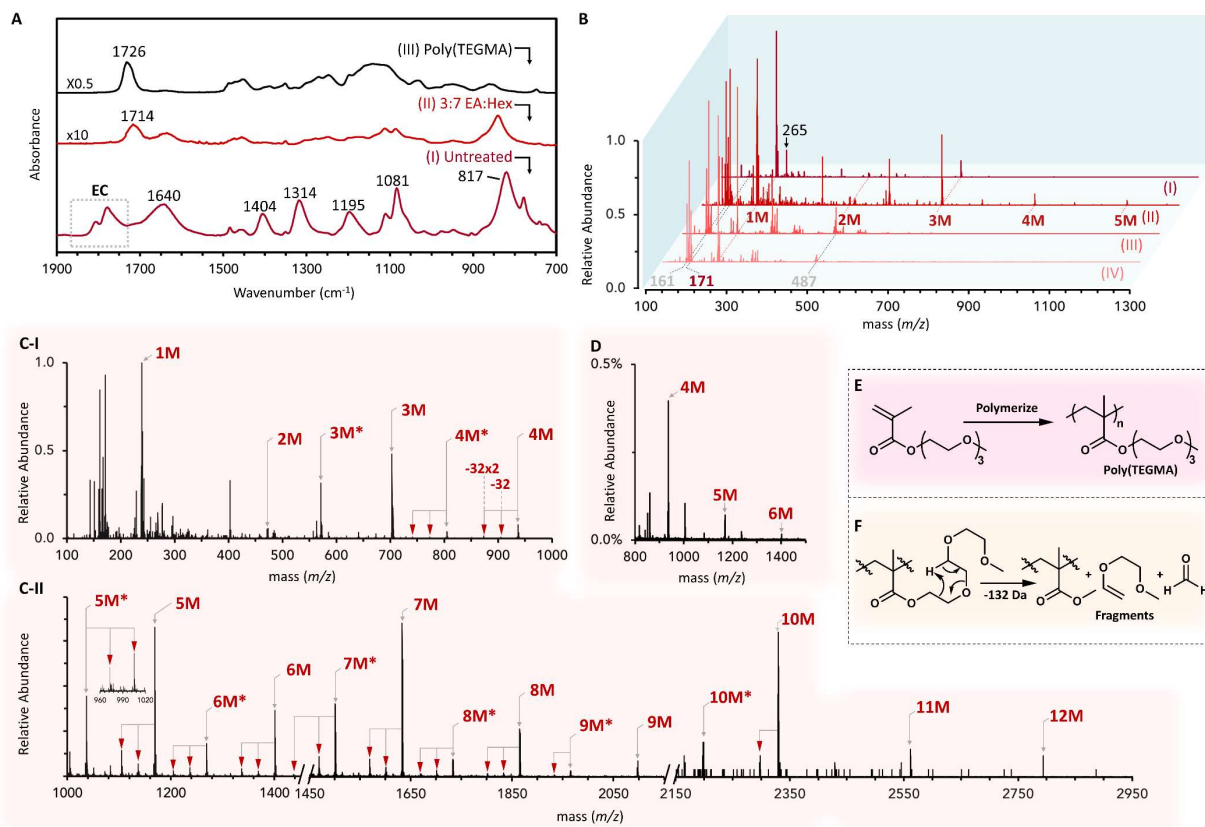 A
1726
(III) Poly(TEGMA)
X0.5
1714
(II) 3:7 EA:Hex
x10
(I) Untreated
EC
1640
1404
1314
1195
1081
817
Absorbance
1900 1700 1500 1300 1100 900 700
Wavenumber (cm⁻¹)
B
265
1.0
0.5
0
Relative Abundance
1M 2M 3M 4M 5M
(I)
(II)
(III)
(IV)
161 171 487
100 300 500 700 900 1100 1300
mass (m/z)
C-I
1.0
0.5
0.0
Relative Abundance
1M
2M
3M*
3M
4M*
4M
-32x2
-32
100 200 300 400 500 600 700 800 900 1000
mass (m/z)
D
0.5%
0.0%
Relative Abundance
4M
5M
6M
800 1000 1200 1400
mass (m/z)
E
Polymerize
O
O
O
3
n
O
O
O
3
Poly(TEGMA)
F
O
O
H
O
O
O
-132 Da
O
O
+
O
O
+
O
H
H
Fragments
C-II
Relative Abundance
5M*
5M
960 990 1020
6M*
6M
7M*
7M
8M*
8M
9M*
9M
10M*
10M
11M
12M
1000 1200 1400 1450 1650 1850 2050 2150 2350 2550 2750 2950
mass (m/z)